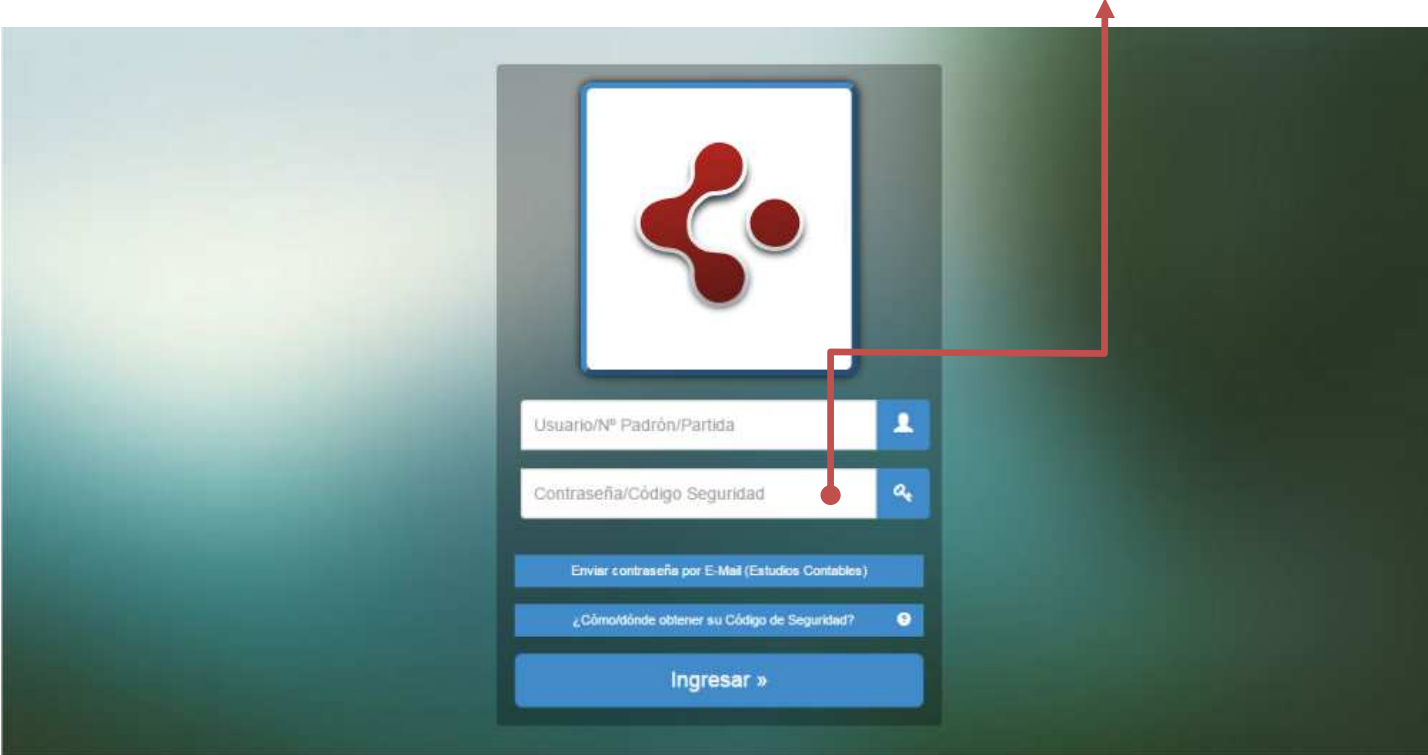 Usuario/Nº Padrón/Partida
Contraseña/Código Seguridad
Enviar contraseña por E-Mail (Estudios Contables)
¿Cómo/dónde obtener su Código de Seguridad?
Ingresar »